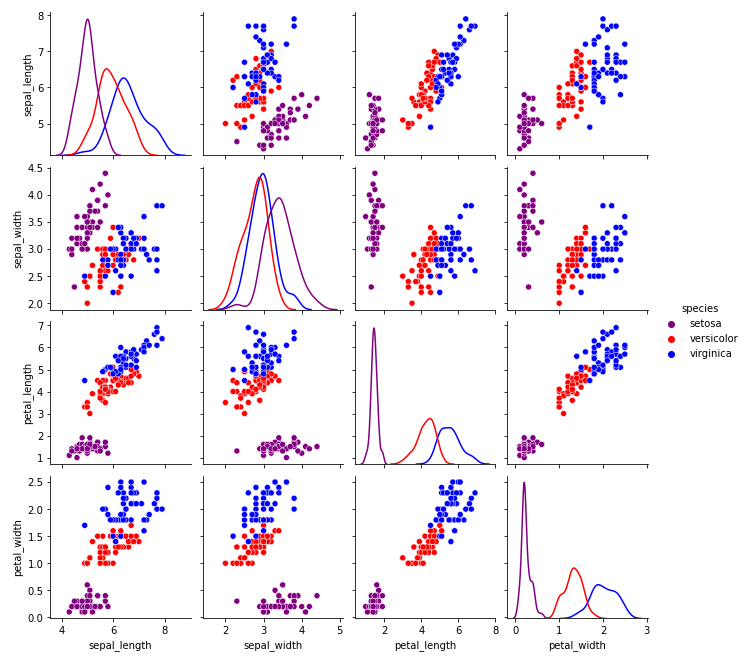 8
7
6
5
sepal_length
4.5
4.0
3.5
3.0
2.5
2.0
sepal_width
species
setosa
versicolor
virginica
7
6
5
4
3
2
1
petal_length
2.5
2.0
1.5
1.0
0.5
0.0
petal_width
4 6 8
2 3 4 5
2 4 6 8
0 1 2 3
sepal_length sepal_width petal_length petal_width